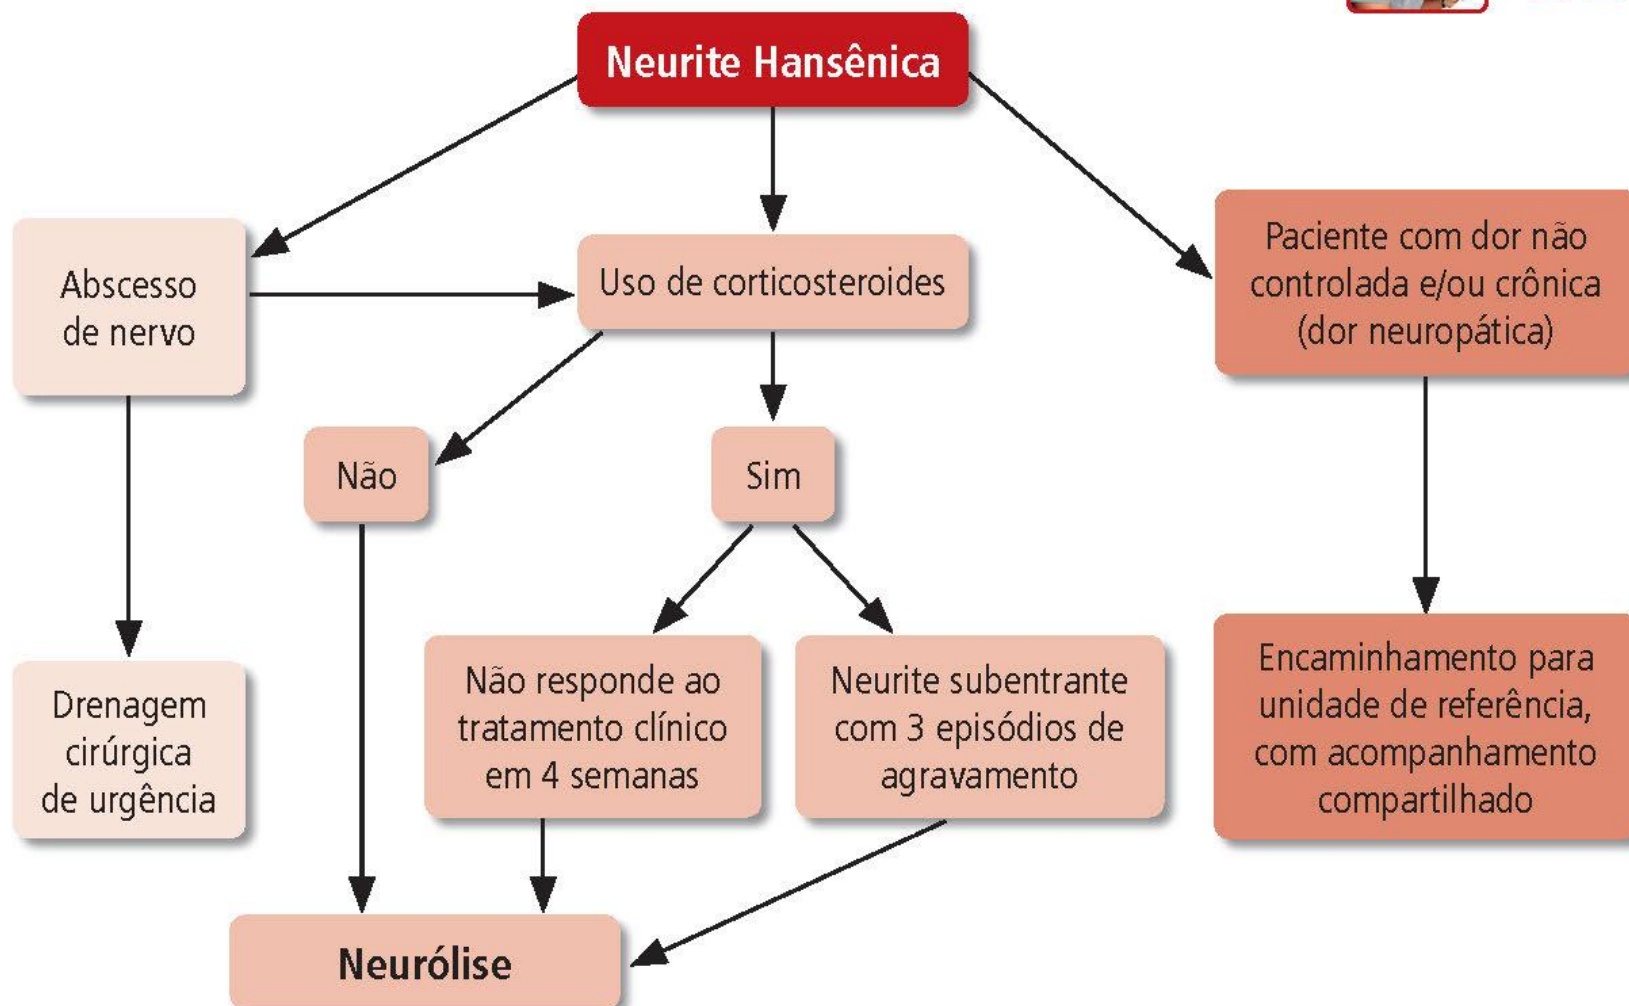 Neurite Hansênica
Abscesso
de nervo
Uso de corticosteroides
Paciente com dor não
controlada e/ou crônica
(dor neuropática)
Não
Sim
Drenagem
cirúrgica
de urgência
Não responde ao
tratamento clínico
em 4 semanas
Neurite subentrante
com 3 episódios de
agravamento
Encaminhamento para
unidade de referência,
com acompanhamento
compartilhado
Neurólise